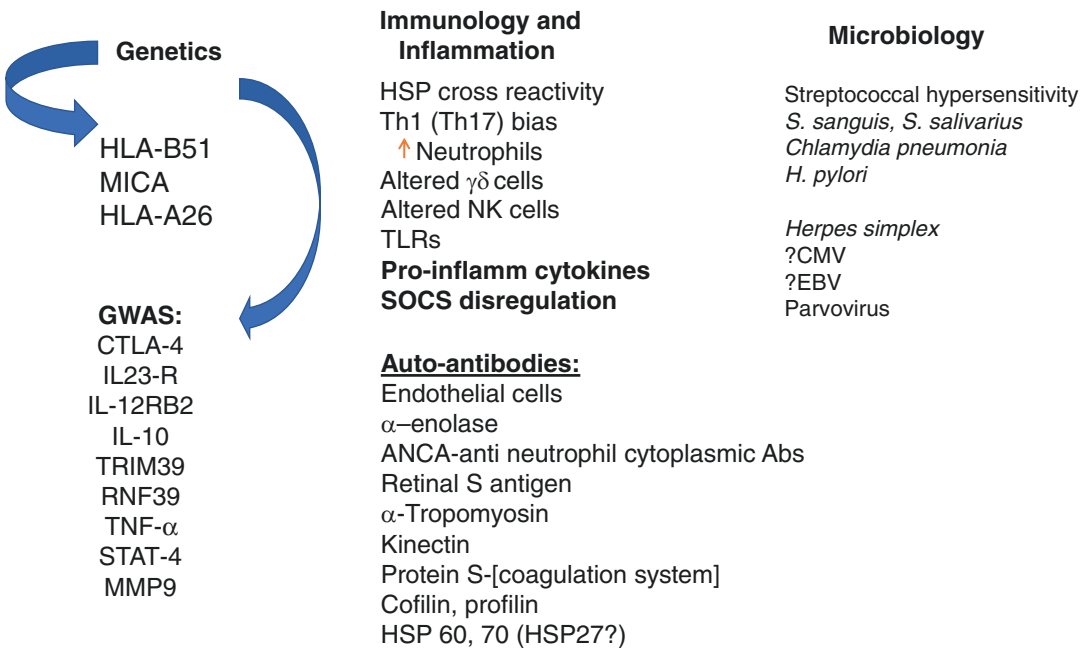 Genetics
HLA-B51
MICA
HLA-A26
GWAS:
CTLA-4
IL23-R
IL-12RB2
IL-10
TRIM39
RNF39
TNF-α
STAT-4
MMP9
Immunology and
Inflammation
HSP cross reactivity
Th1 (Th17) bias
↑ Neutrophils
Altered γδ cells
Altered NK cells
TLRs
Pro-inflamm cytokines
SOCS disregulation
Auto-antibodies:
Endothelial cells
α–enolase
ANCA-anti neutrophil cytoplasmic Abs
Retinal S antigen
α-Tropomyosin
Kinectin
Protein S-[coagulation system]
Cofilin, profilin
HSP 60, 70 (HSP27?)
Microbiology
Streptococcal hypersensitivity
S. sanguis, S. salivarius
Chlamydia pneumonia
H. pylori
Herpes simplex
?CMV
?EBV
Parvovirus